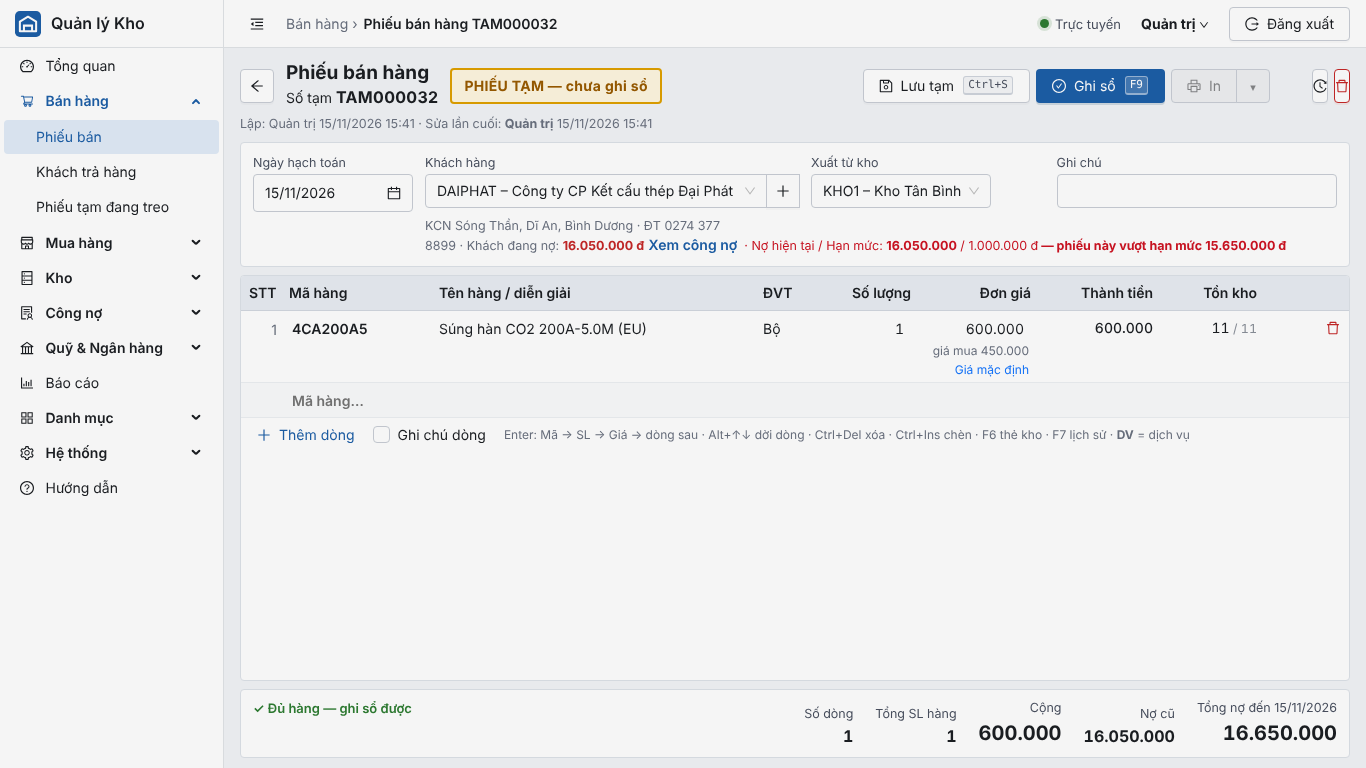 Quản lý Kho
Bán hàng › Phiếu bán hàng TAM000032
Trực tuyến
Quản trị
Đăng xuất
Tổng quan
Bán hàng
Phiếu bán
Khách trả hàng
Phiếu tạm đang treo
Mua hàng
Kho
Công nợ
Quỹ & Ngân hàng
Báo cáo
Danh mục
Hệ thống
Hướng dẫn
Phiếu bán hàng
Số tạm TAM000032
PHIẾU TẠM — chưa ghi sổ
Lưu tạm Ctrl+S
Ghi sổ F9
In
Lập: Quản trị 15/11/2026 15:41 · Sửa lần cuối: Quản trị 15/11/2026 15:41
Ngày hạch toán
15/11/2026
Khách hàng
DAIPHAT – Công ty CP Kết cấu thép Đại Phát
Xuất từ kho
KHO1 – Kho Tân Bình
Ghi chú
KCN Sóng Thần, Dĩ An, Bình Dương · ĐT 0274 377
8899 · Khách đang nợ: 16.050.000 đ Xem công nợ · Nợ hiện tại / Hạn mức: 16.050.000 / 1.000.000 đ — phiếu này vượt hạn mức 15.650.000 đ
STT Mã hàng Tên hàng / diễn giải ĐVT Số lượng Đơn giá Thành tiền Tồn kho
1 4CA200A5 Súng hàn CO2 200A-5.0M (EU) Bộ 1 600.000 600.000 11 / 11
giá mua 450.000
Giá mặc định
Mã hàng...
Thêm dòng
Ghi chú dòng
Enter: Mã → SL → Giá → dòng sau · Alt+↑↓ dời dòng · Ctrl+Del xóa · Ctrl+Ins chèn · F6 thẻ kho · F7 lịch sử · DV = dịch vụ
✓ Đủ hàng — ghi sổ được
Số dòng
1
Tổng SL hàng
1
Cộng
600.000
Nợ cũ
16.050.000
Tổng nợ đến 15/11/2026
16.650.000